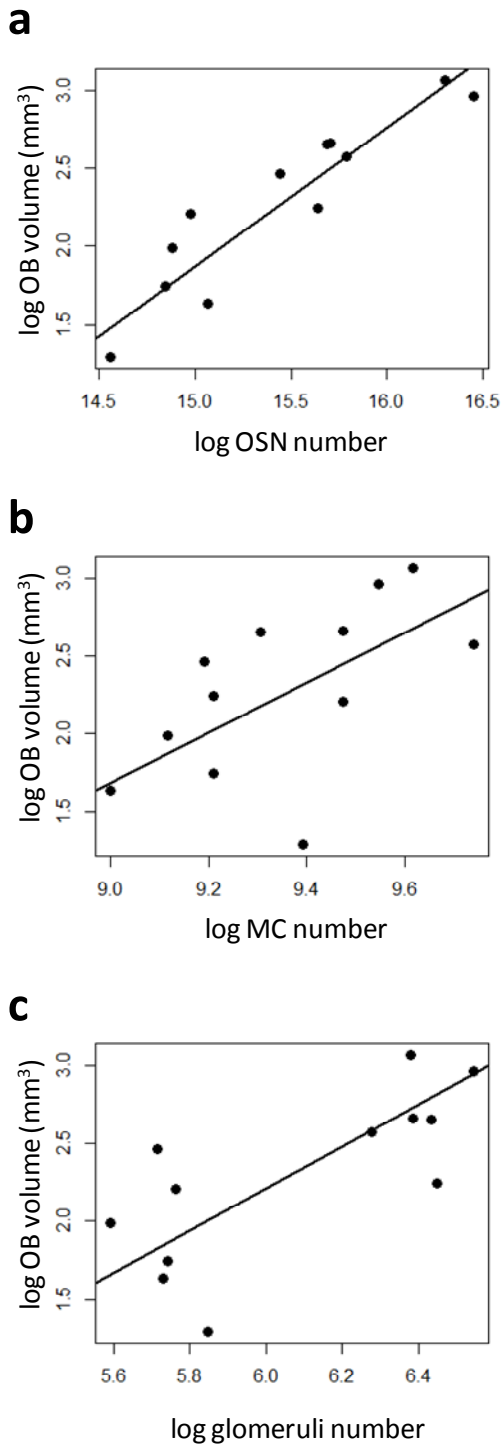 a
log OB volume (mm³)
3.0
2.5
2.0
1.5
14.5 15.0 15.5 16.0 16.5
log OSN number
b
log OB volume (mm³)
3.0
2.5
2.0
1.5
9.0 9.2 9.4 9.6
log MC number
c
log OB volume (mm³)
3.0
2.5
2.0
1.5
5.6 5.8 6.0 6.2 6.4
log glomeruli number